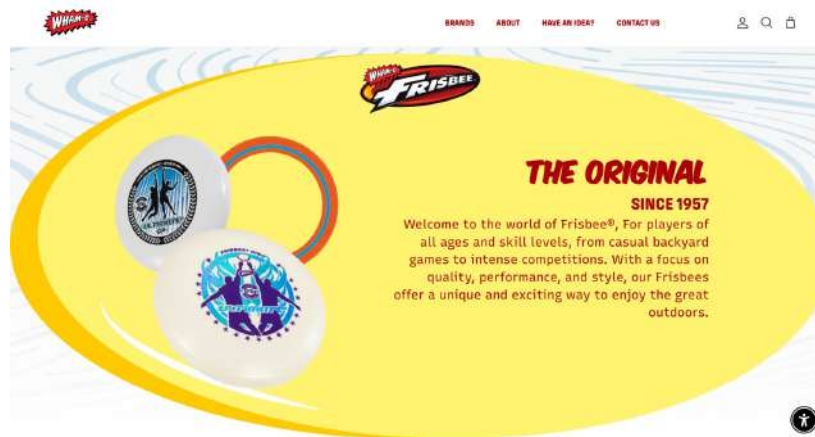 WHAM-O
BRANDS
ABOUT
HAVE AN IDEA?
CONTACT US
WHAM-O
FRISBEE
THE ORIGINAL
SINCE 1957
Welcome to the world of Frisbee®, For players of
all ages and skill levels, from casual backyard
games to intense competitions. With a focus on
quality, performance, and style, our Frisbees
offer a unique and exciting way to enjoy the great
outdoors.
ULTIMATE